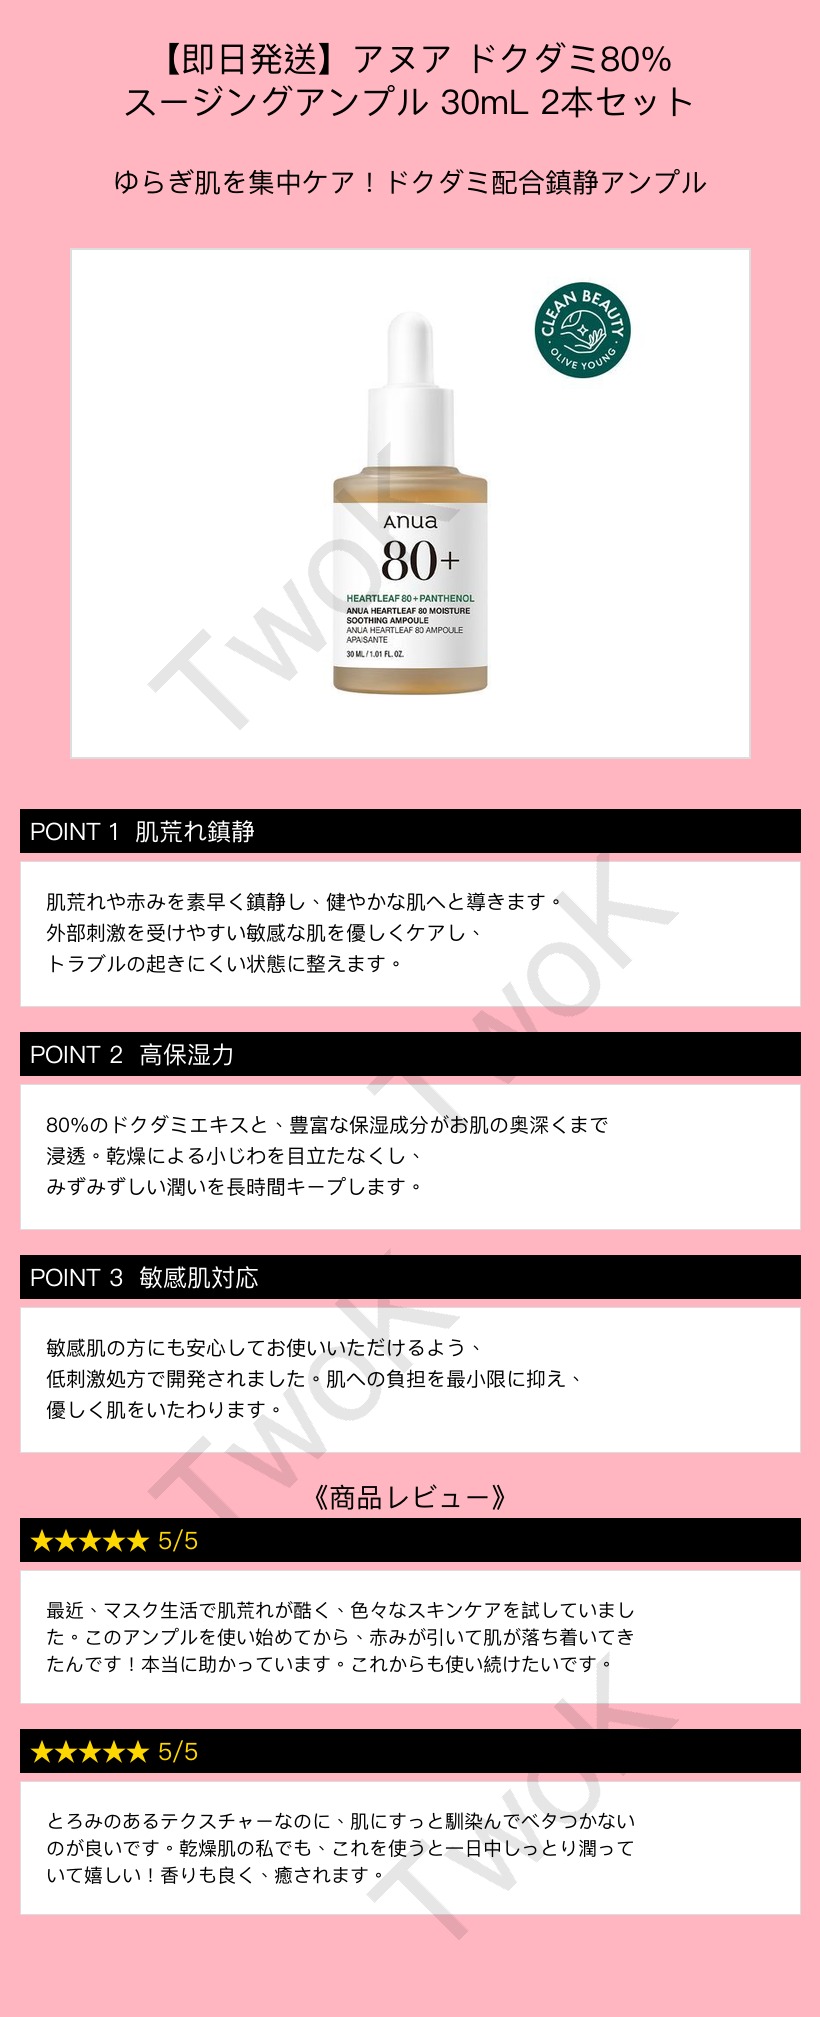 【即日発送】アヌア ドクダミ80%
スージングアンプル 30mL 2本セット
ゆらぎ肌を集中ケア！ドクダミ配合鎮静アンプル
CLEAN BEAUTY
OLIVE YOUNG
Anua
80+
HEARTLEAF 80+PANTHENOL
ANUA HEARTLEAF 80 MOISTURE
SOOTHING AMPOULE
ANUA HEARTLEAF 80 AMPOULE
APAISANTE
30 ML / 1.01 FL. OZ.
TwoK
POINT 1 肌荒れ鎮静
肌荒れや赤みを素早く鎮静し、健やかな肌へと導きます。
外部刺激を受けやすい敏感な肌を優しくケアし、
トラブルの起きにくい状態に整えます。
TwoK
POINT 2 高保湿力
80%のドクダミエキスと、豊富な保湿成分がお肌の奥深くまで
浸透。乾燥による小じわを目立たなくし、
みずみずしい潤いを長時間キープします。
POINT 3 敏感肌対応
敏感肌の方にも安心してお使いいただけるよう、
低刺激処方で開発されました。肌への負担を最小限に抑え、
優しく肌をいたわります。
TwoK
《商品レビュー》
★★★★★ 5/5
最近、マスク生活で肌荒れが酷く、色々なスキンケアを試していまし
た。このアンプルを使い始めてから、赤みが引いて肌が落ち着いてき
たんです！本当に助かっています。これからも使い続けたいです。
★★★★★ 5/5
とろみのあるテクスチャーなのに、肌にすっと馴染んでベタつかない
のが良いです。乾燥肌の私でも、これを使うと一日中しっとり潤って
いて嬉しい！香りも良く、癒されます。
TwoK